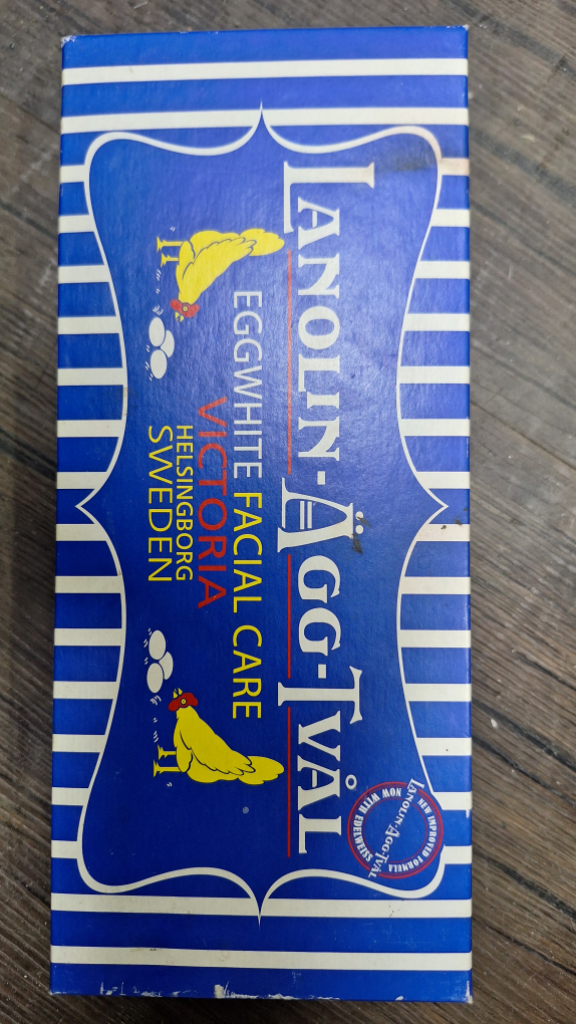 LANOLIN-ÄGG-TVÅL
EGGWHITE FACIAL CARE
VICTORIA
HELSINGBORG
SWEDEN
NEW IMPROVED FORMULA
LANOLIN-ÄGG-TVÅL
NOW WITH EDELWEISS